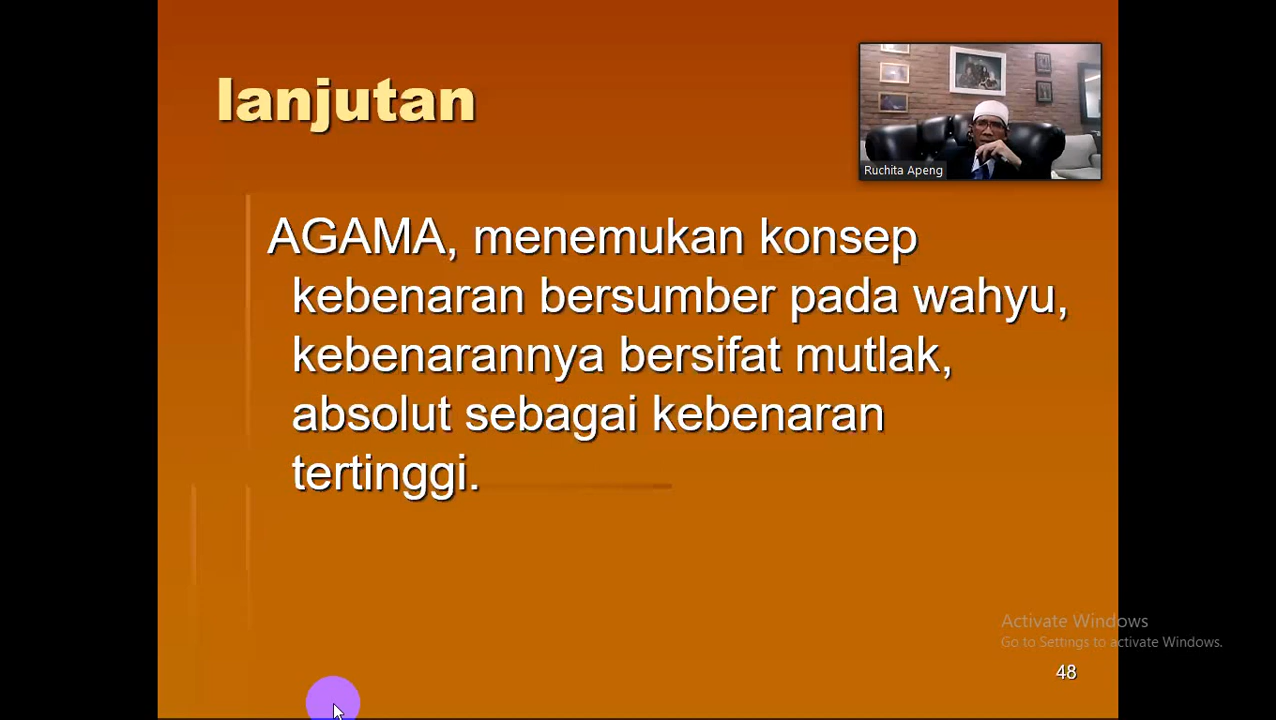 lanjutan
Ruchita Apeng
AGAMA, menemukan konsep
kebenaran bersumber pada wahyu,
kebenarannya bersifat mutlak,
absolut sebagai kebenaran
tertinggi.
Activate Windows
Go to Settings to activate Windows.
48